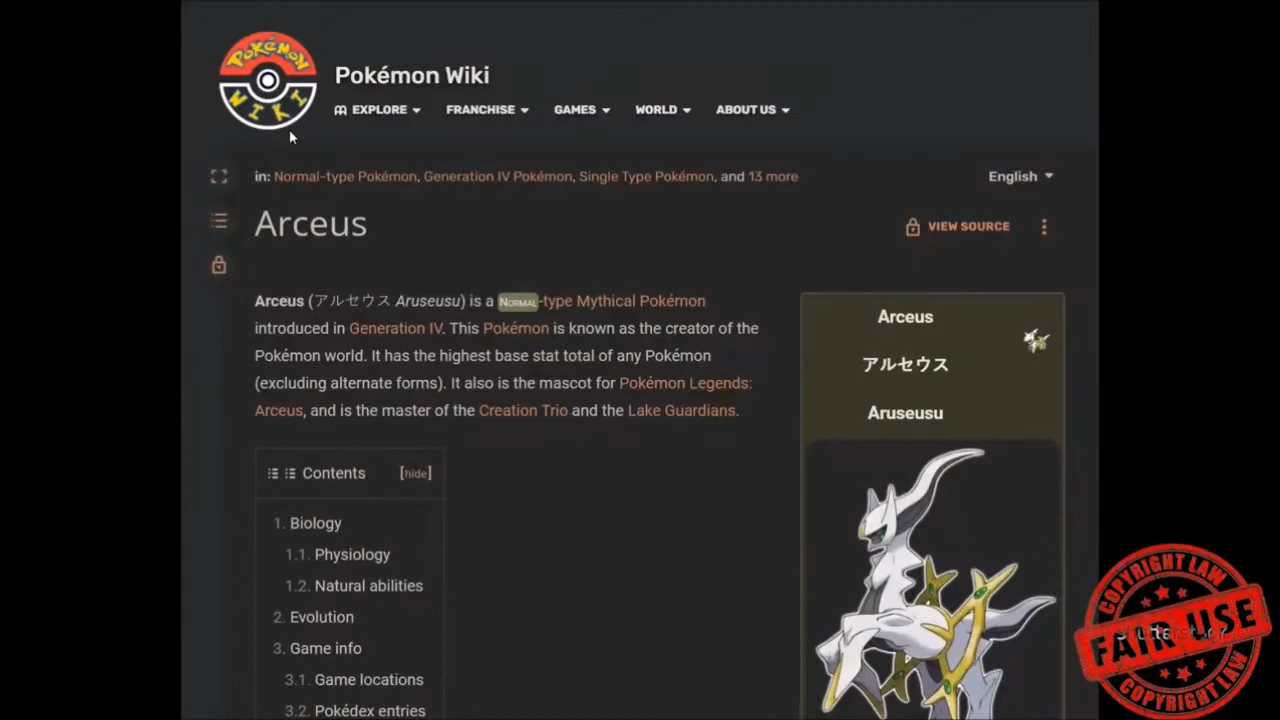 POKéMON
WIKI
Pokémon Wiki
EXPLORE
FRANCHISE
GAMES
WORLD
ABOUT US
in: Normal-type Pokémon, Generation IV Pokémon, Single Type Pokémon, and 13 more
English
Arceus
VIEW SOURCE
Arceus (アルセウス Aruseusu) is a Normal-type Mythical Pokémon
introduced in Generation IV. This Pokémon is known as the creator of the
Pokémon world. It has the highest base stat total of any Pokémon
(excluding alternate forms). It also is the mascot for Pokémon Legends:
Arceus, and is the master of the Creation Trio and the Lake Guardians.
Contents [hide]
1. Biology
1.1. Physiology
1.2. Natural abilities
2. Evolution
3. Game info
3.1. Game locations
3.2. Pokédex entries
Arceus
アルセウス
Aruseusu
COPYRIGHT LAW
FAIR USE
COPYRIGHT LAW